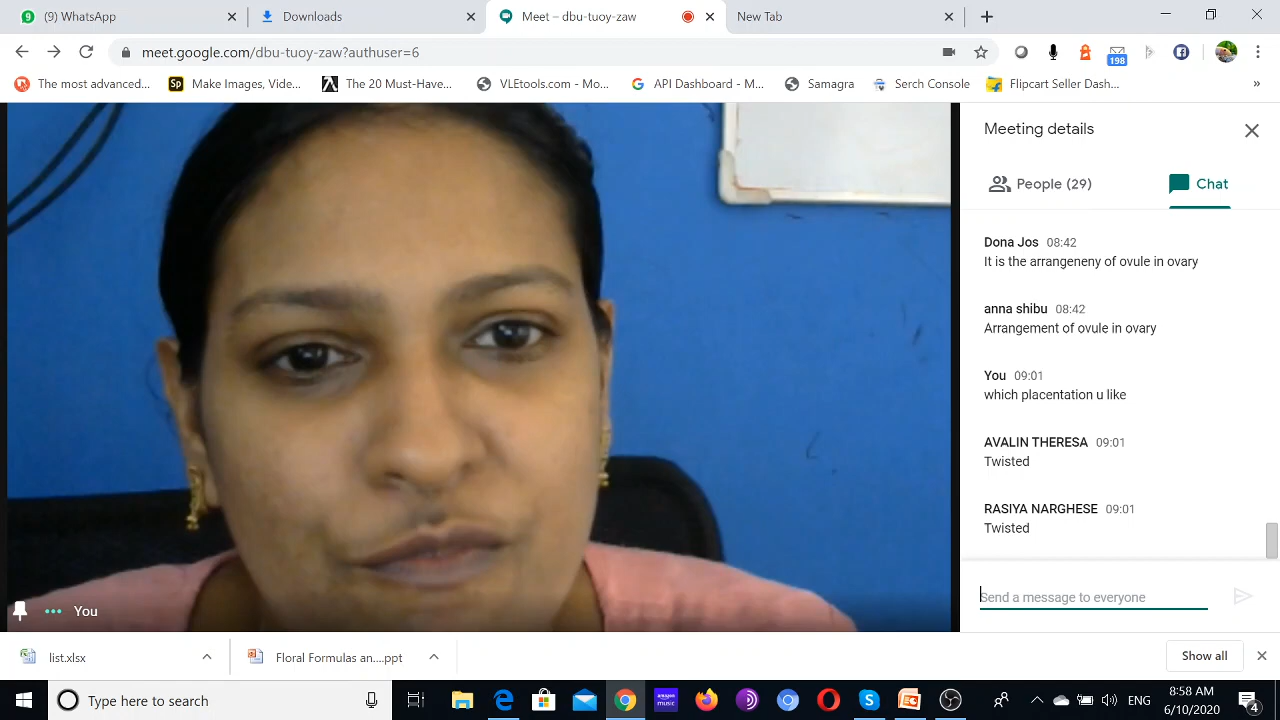 (9) WhatsApp
Downloads
Meet – dbu-tuoy-zaw
New Tab
meet.google.com/dbu-tuoy-zaw?authuser=6
198
The most advanced...
Sp
Make Images, Vide...
The 20 Must-Have...
VLEtools.com - Mo...
API Dashboard - M...
Samagra
Serch Console
Flipcart Seller Dash...
»
Meeting details
People (29)
Chat
Dona Jos 08:42
It is the arrangeneny of ovule in ovary
anna shibu 08:42
Arrangement of ovule in ovary
You 09:01
which placentation u like
AVALIN THERESA 09:01
Twisted
RASIYA NARGHESE 09:01
Twisted
Send a message to everyone
You
list.xlsx
Floral Formulas an....ppt
Show all
Type here to search
amazon music
ENG
8:58 AM
6/10/2020
4